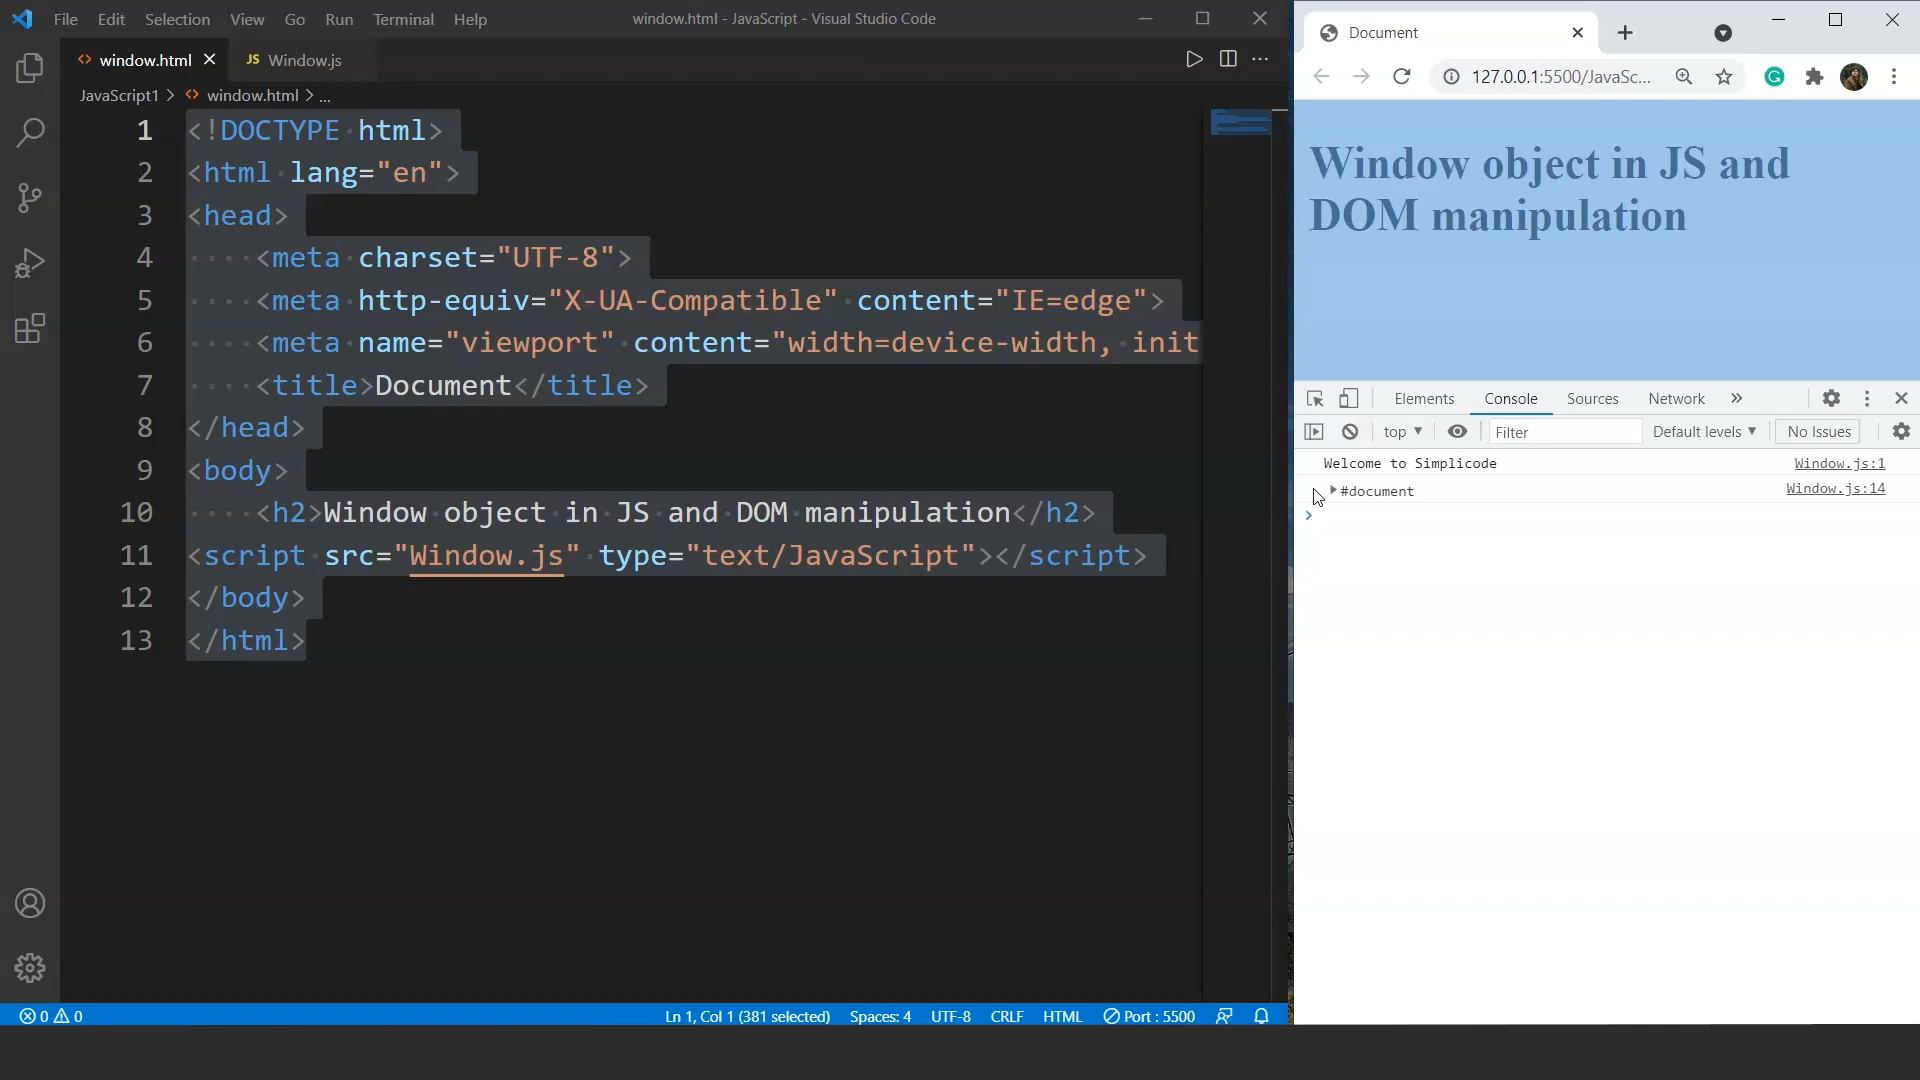 File Edit Selection View Go Run Terminal Help
window.html - JavaScript - Visual Studio Code
window.html
JS Window.js
JavaScript1 > window.html > ...
1 <!DOCTYPE html>
2 <html lang="en">
3 <head>
4 <meta charset="UTF-8">
5 <meta http-equiv="X-UA-Compatible" content="IE=edge">
6 <meta name="viewport" content="width=device-width, init
7 <title>Document</title>
8 </head>
9 <body>
10 <h2>Window object in JS and DOM manipulation</h2>
11 <script src="Window.js" type="text/JavaScript"></script>
12 </body>
13 </html>
0 0
Ln 1, Col 1 (381 selected) Spaces: 4 UTF-8 CRLF HTML Port : 5500
Document
127.0.0.1:5500/JavaSc...
Window object in JS and
DOM manipulation
Elements Console Sources Network »
top Filter Default levels No Issues
Welcome to Simplicode Window.js:1
#document Window.js:14